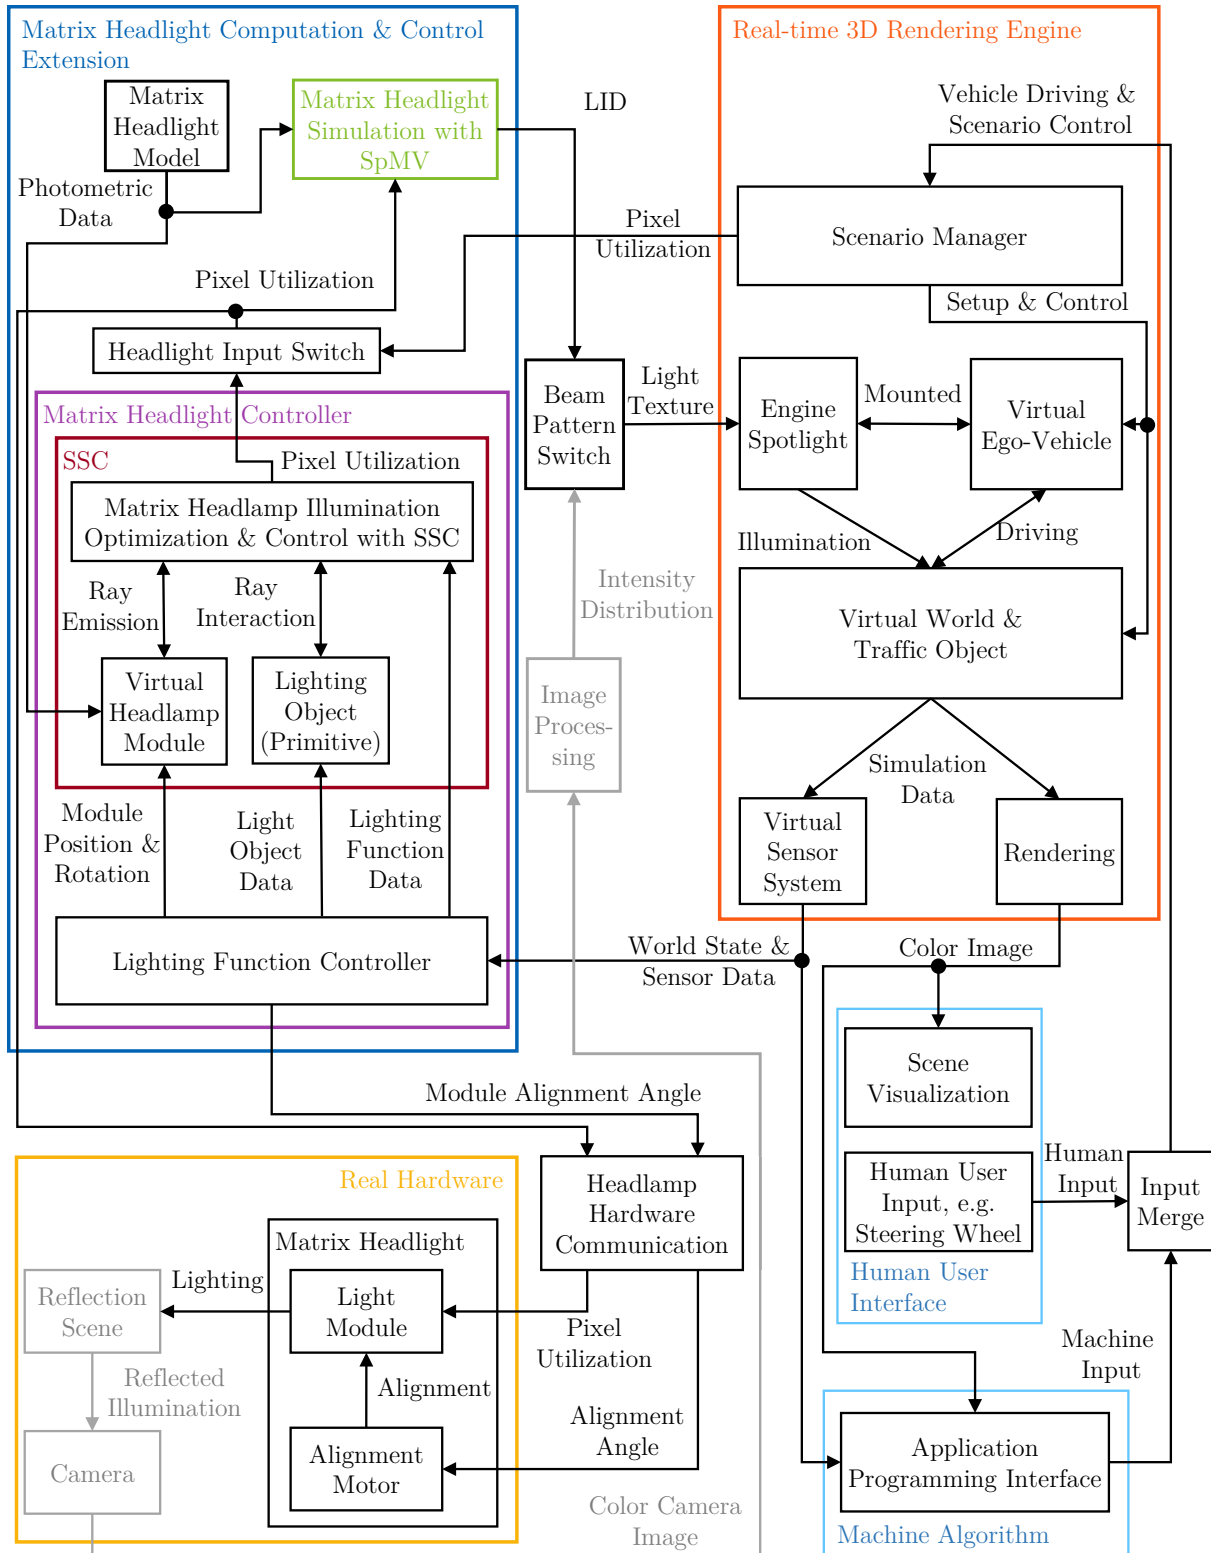 Matrix Headlight Computation & Control
Extension
Matrix
Headlight
Model
Matrix Headlight
Simulation with
SpMV
Photometric
Data
LID
Pixel Utilization
Headlight Input Switch
Pixel
Utilization
Matrix Headlight Controller
SSC
Pixel Utilization
Matrix Headlamp Illumination
Optimization & Control with SSC
Ray
Emission
Ray
Interaction
Virtual
Headlamp
Module
Lighting
Object
(Primitive)
Module
Position &
Rotation
Light
Object
Data
Lighting
Function
Data
Lighting Function Controller
Beam
Pattern
Switch
Light
Texture
Intensity
Distribution
Image
Proces-
sing
Real-time 3D Rendering Engine
Vehicle Driving &
Scenario Control
Scenario Manager
Setup & Control
Engine
Spotlight
Mounted
Virtual
Ego-Vehicle
Illumination
Driving
Virtual World &
Traffic Object
Simulation
Data
Virtual
Sensor
System
Rendering
World State &
Sensor Data
Color Image
Scene
Visualization
Human User
Input, e.g.
Steering Wheel
Human User
Interface
Human
Input
Input
Merge
Machine
Input
Application
Programming Interface
Machine Algorithm
Module Alignment Angle
Headlamp
Hardware
Communication
Real Hardware
Matrix Headlight
Lighting
Light
Module
Reflection
Scene
Reflected
Illumination
Alignment
Camera
Alignment
Motor
Pixel
Utilization
Alignment
Angle
Color Camera
Image